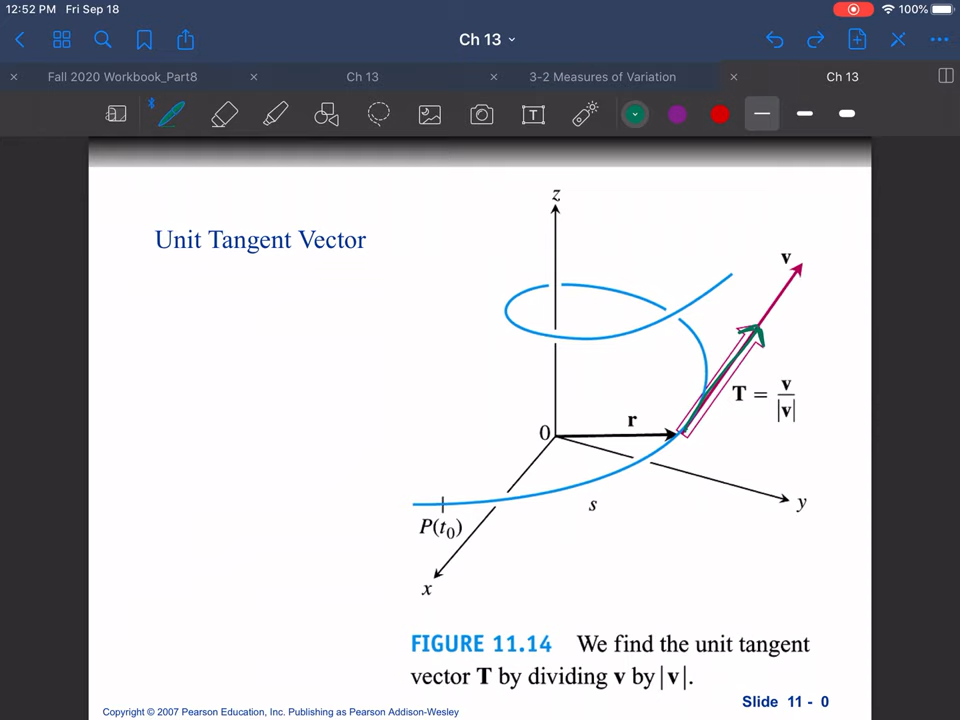 12:52 PM Fri Sep 18
100%
Ch 13
Fall 2020 Workbook_Part8
Ch 13
3-2 Measures of Variation
Ch 13
T
Unit Tangent Vector
z
v
T = v
|v|
r
0
s
y
P(t₀)
x
FIGURE 11.14 We find the unit tangent
vector T by dividing v by |v|.
Slide 11 - 0
Copyright © 2007 Pearson Education, Inc. Publishing as Pearson Addison-Wesley